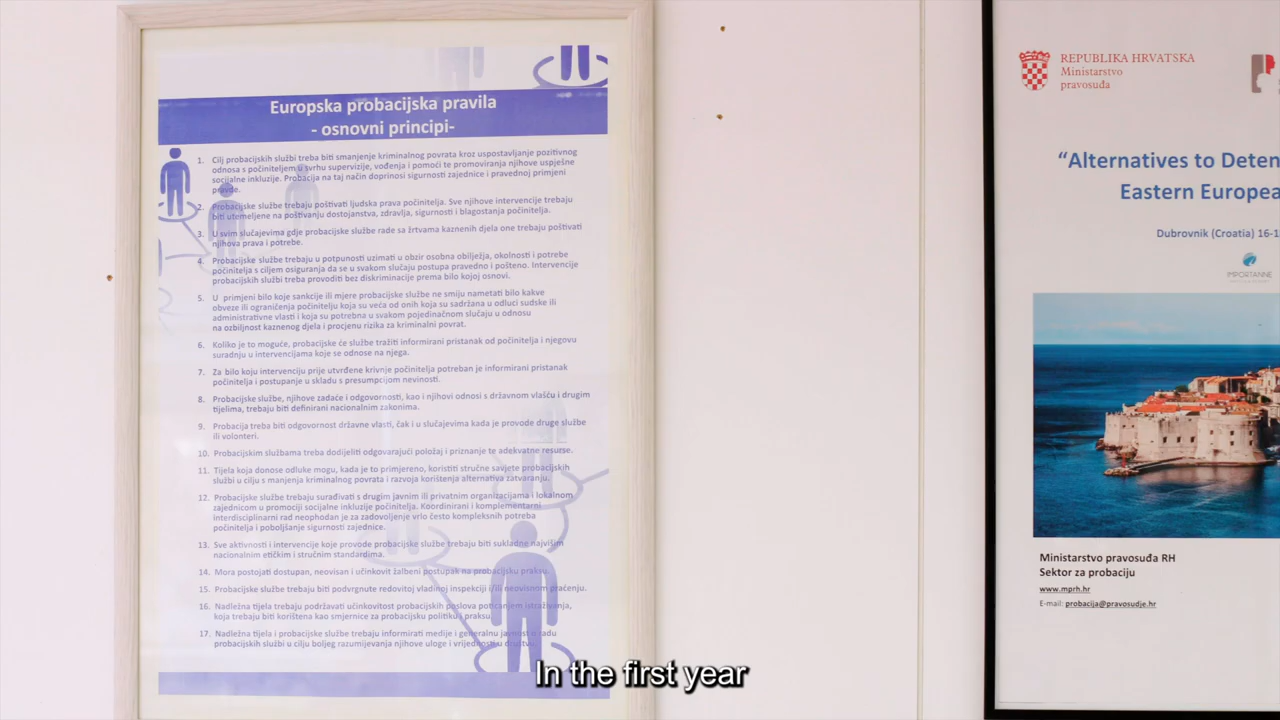 Europska probacijska pravila
- osnovni principi-
1. Cilj probacijskih službi treba biti smanjenje kriminalnog povrata kroz uspostavljanje pozitivnog
odnosa s počiniteljem u svrhu supervizije, vođenja i pomoći te promoviranja njihove uspješne
socijalne inkluzije. Probacija na taj način doprinosi sigurnosti zajednice i pravednoj primjeni
pravde.
2. Probacijske službe trebaju poštivati ljudska prava počinitelja. Sve njihove intervencije trebaju
biti utemeljene na poštivanju dostojanstva, zdravlja, sigurnosti i blagostanja počinitelja.
3. U svim slučajevima gdje probacijske službe rade sa žrtvama kaznenih djela one trebaju poštivati
njihova prava i potrebe.
4. Probacijske službe trebaju u potpunosti uzimati u obzir osobna obilježja, okolnosti i potrebe
počinitelja s ciljem osiguranja da se u svakom slučaju postupa pravedno i pošteno. Intervencije
probacijskih službi treba provoditi bez diskriminacije prema bilo kojoj osnovi.
5. U primjeni bilo koje sankcije ili mjere probacijske službe ne smiju nametati bilo kakve
obveze ili ograničenja počinitelju koja su veća od onih koja su sadržana u odluci sudske ili
administrativne vlasti i koja su potrebna u svakom pojedinačnom slučaju u odnosu
na ozbiljnost kaznenog djela i procjenu rizika za kriminalni povrat.
6. Koliko je to moguće, probacijske će službe tražiti informirani pristanak od počinitelja i njegovu
suradnju u intervencijama koje se odnose na njega.
7. Za bilo koju intervenciju prije utvrđene krivnje počinitelja potreban je informirani pristanak
počinitelja i postupanje u skladu s presumpcijom nevinosti.
8. Probacijske službe, njihove zadaće i odgovornosti, kao i njihovi odnosi s državnom vlašću i drugim
tijelima, trebaju biti definirani nacionalnim zakonima.
9. Probacija treba biti odgovornost državne vlasti, čak i u slučajevima kada je provode druge službe
ili volonteri.
10. Probacijskim službama treba dodijeliti odgovarajući položaj i priznanje te adekvatne resurse.
11. Tijela koja donose odluke mogu, kada je to primjereno, koristiti stručne savjete probacijskih
službi u cilju s manjenja kriminalnog povrata i razvoja korištenja alternativa zatvaranju.
12. Probacijske službe trebaju surađivati s drugim javnim ili privatnim organizacijama i lokalnom
zajednicom u promociji socijalne inkluzije počinitelja. Koordinirani i komplementarni
interdisciplinarni rad neophodan je za zadovoljenje vrlo često kompleksnih potreba
počinitelja i poboljšanje sigurnosti zajednice.
13. Sve aktivnosti i intervencije koje provode probacijske službe trebaju biti sukladne najvišim
nacionalnim etičkim i stručnim standardima.
14. Mora postojati dostupan, neovisan i učinkovit žalbeni postupak na probacijsku praksu.
15. Probacijske službe trebaju biti podvrgnute redovitoj vladinoj inspekciji i/ili neovisnom praćenju.
16. Nadležna tijela trebaju podržavati učinkovitost probacijskih poslova poticanjem istraživanja,
koja trebaju biti korištena kao smjernice za probacijsku politiku i praksu.
17. Nadležna tijela i probacijske službe trebaju informirati medije i generalnu javnost o radu
probacijskih službi u cilju boljeg razumijevanja njihove uloge i vrijednosti u društvu.
REPUBLIKA HRVATSKA
Ministarstvo
pravosuđa
"Alternatives to Deten
Eastern Europea
Dubrovnik (Croatia) 16-1
IMPORTANNE
Ministarstvo pravosuđa RH
Sektor za probaciju
www.mprh.hr
E-mail: probacija@pravosudje.hr
In the first year